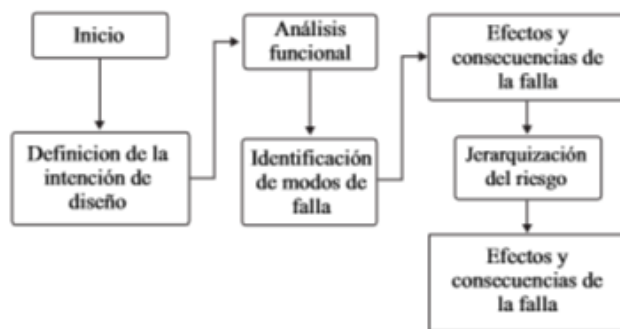 Inicio
Definicion de la
intención de
diseño
Análisis
funcional
Identificación
de modos de
falla
Efectos y
consecuencias de
la falla
Jerarquización
del riesgo
Efectos y
consecuencias de
la falla